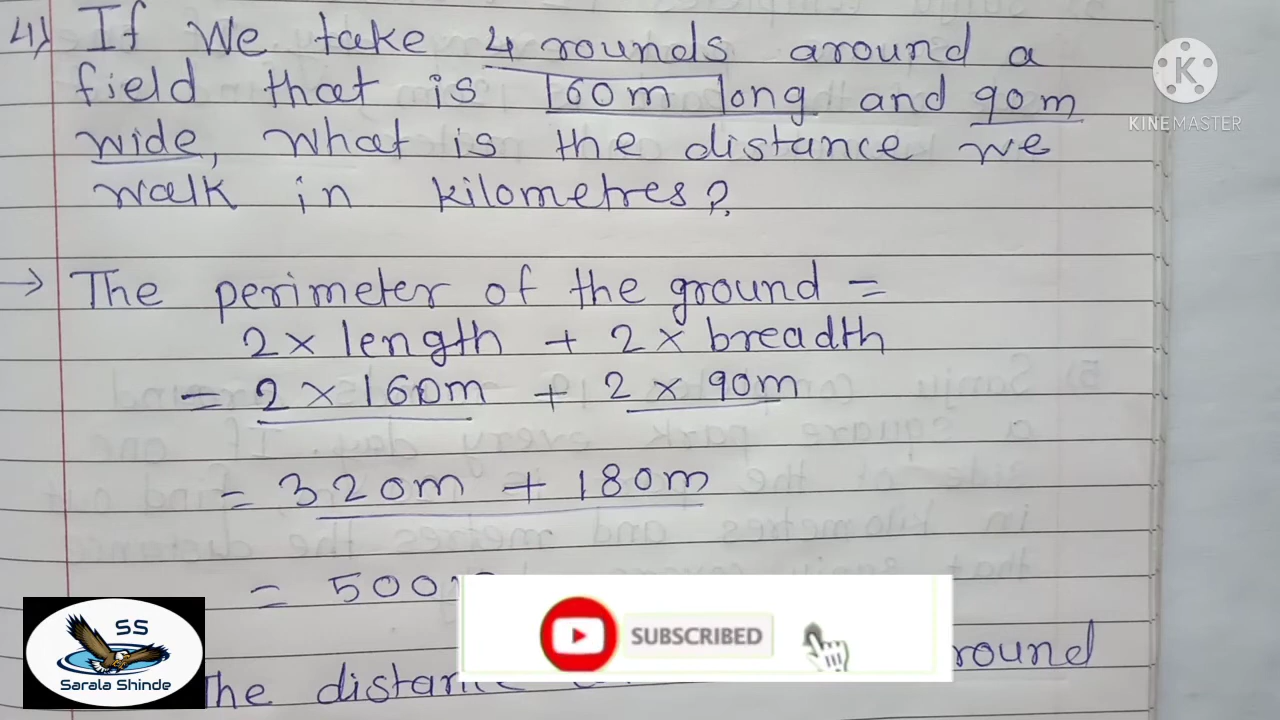 4) If We take 4 rounds around a
field that is 160m long and 90m
wide, What is the distance we
walk in kilometres?
→ The perimeter of the ground =
2 × length + 2 × breadth
= 2 × 160m + 2 × 90m
= 320m + 180m
= 500
The distan
round
K
KINEMASTER
SS
Sarala Shinde
SUBSCRIBED